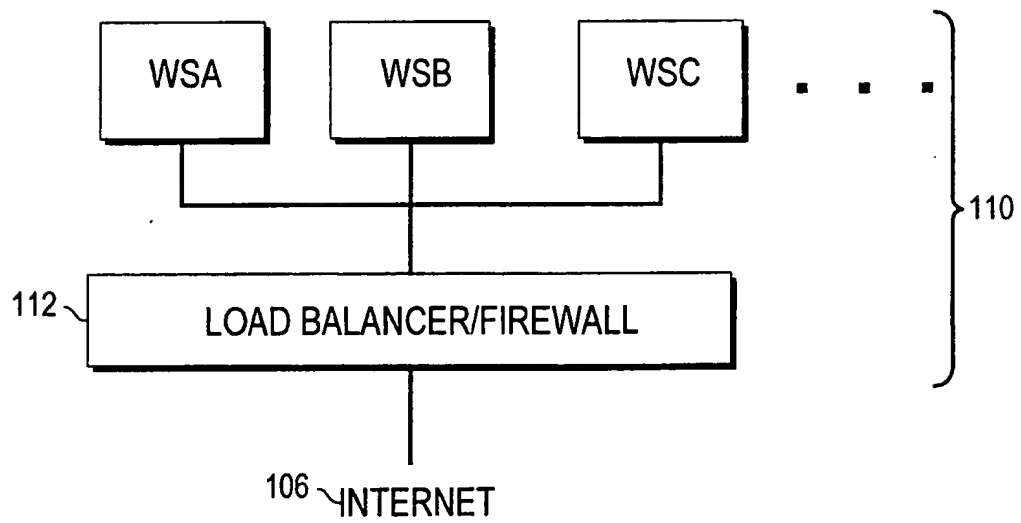 WSA WSB WSC
110
112 LOAD BALANCER/FIREWALL
106 INTERNET